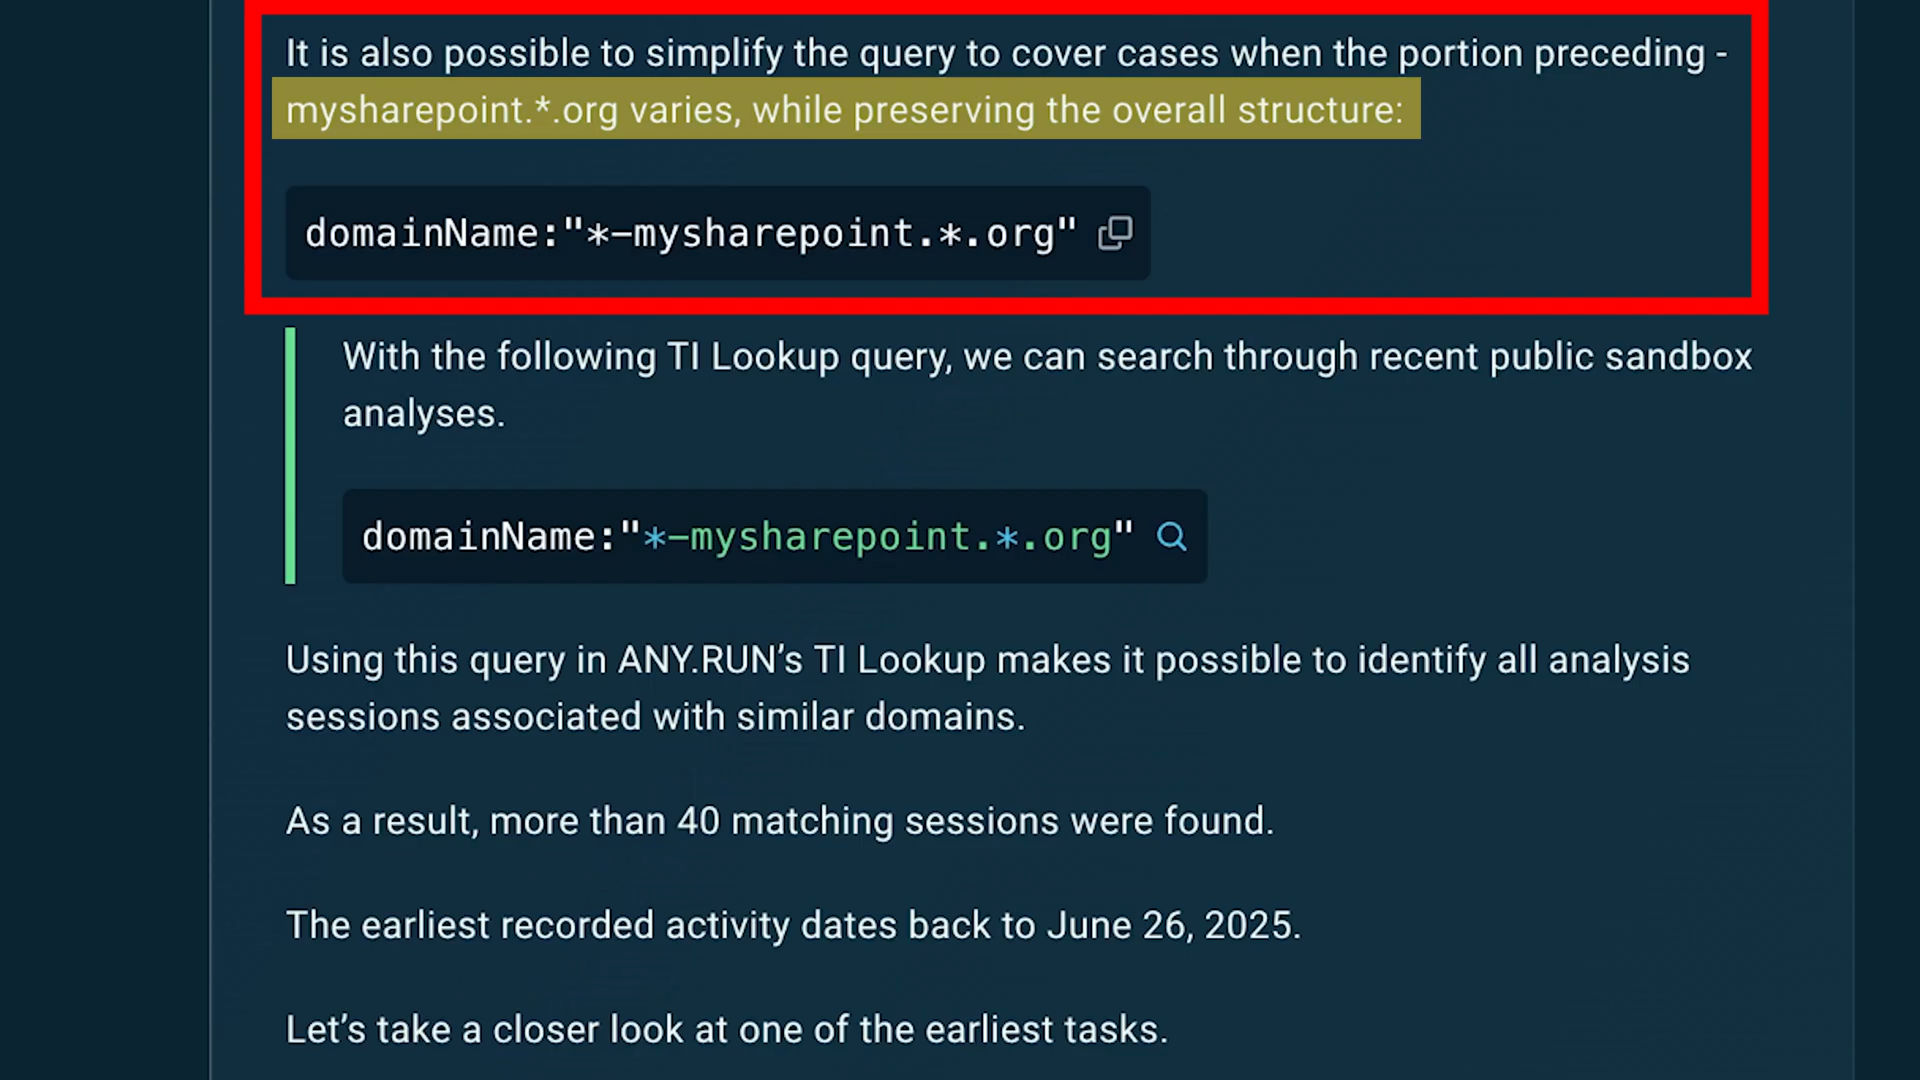 It is also possible to simplify the query to cover cases when the portion preceding -
mysharepoint.*.org varies, while preserving the overall structure:
domainName:"*-mysharepoint.*.org"
With the following TI Lookup query, we can search through recent public sandbox
analyses.
domainName:"*-mysharepoint.*.org"
Using this query in ANY.RUN’s TI Lookup makes it possible to identify all analysis
sessions associated with similar domains.
As a result, more than 40 matching sessions were found.
The earliest recorded activity dates back to June 26, 2025.
Let’s take a closer look at one of the earliest tasks.